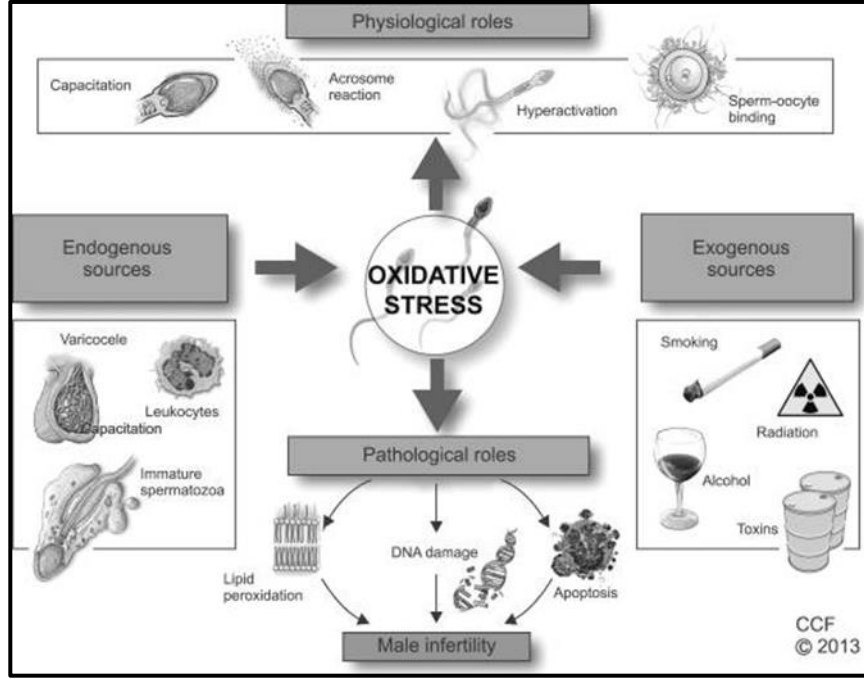 Physiological roles
Capacitation
Acrosome
reaction
Hyperactivation
Sperm-oocyte
binding
Endogenous
sources
OXIDATIVE
STRESS
Exogenous
sources
Varicocele
Leukocytes
Capacitation
Immature
spermatozoa
Smoking
Radiation
Alcohol
Toxins
Pathological roles
Lipid
peroxidation
DNA damage
Apoptosis
Male infertility
CCF
© 2013